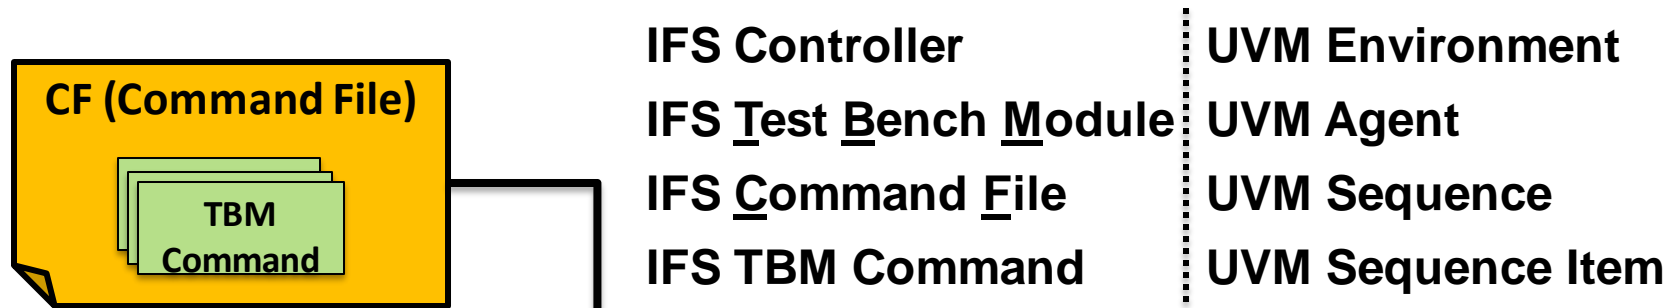 CF (Command File)
TBM
Command
IFS Controller
UVM Environment
IFS Test Bench Module
UVM Agent
IFS Command File
UVM Sequence
IFS TBM Command
UVM Sequence Item